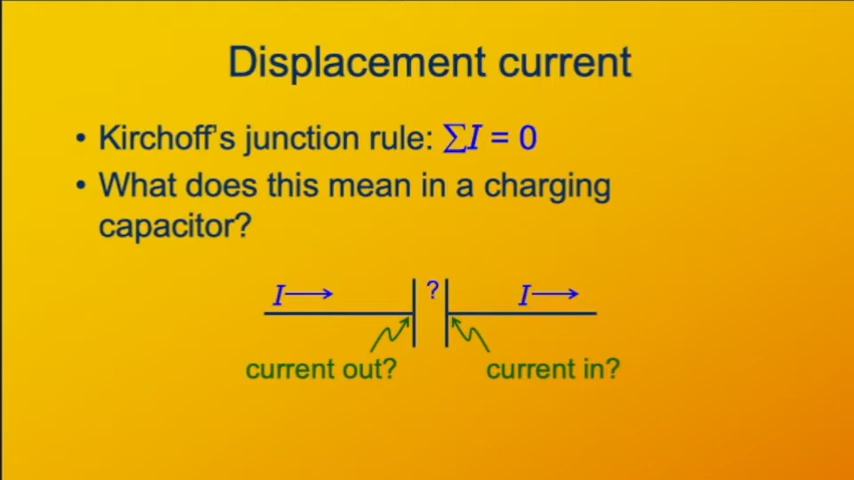 Displacement current
• Kirchoff's junction rule: ∑I = 0
• What does this mean in a charging
capacitor?
I ? I
current out? current in?